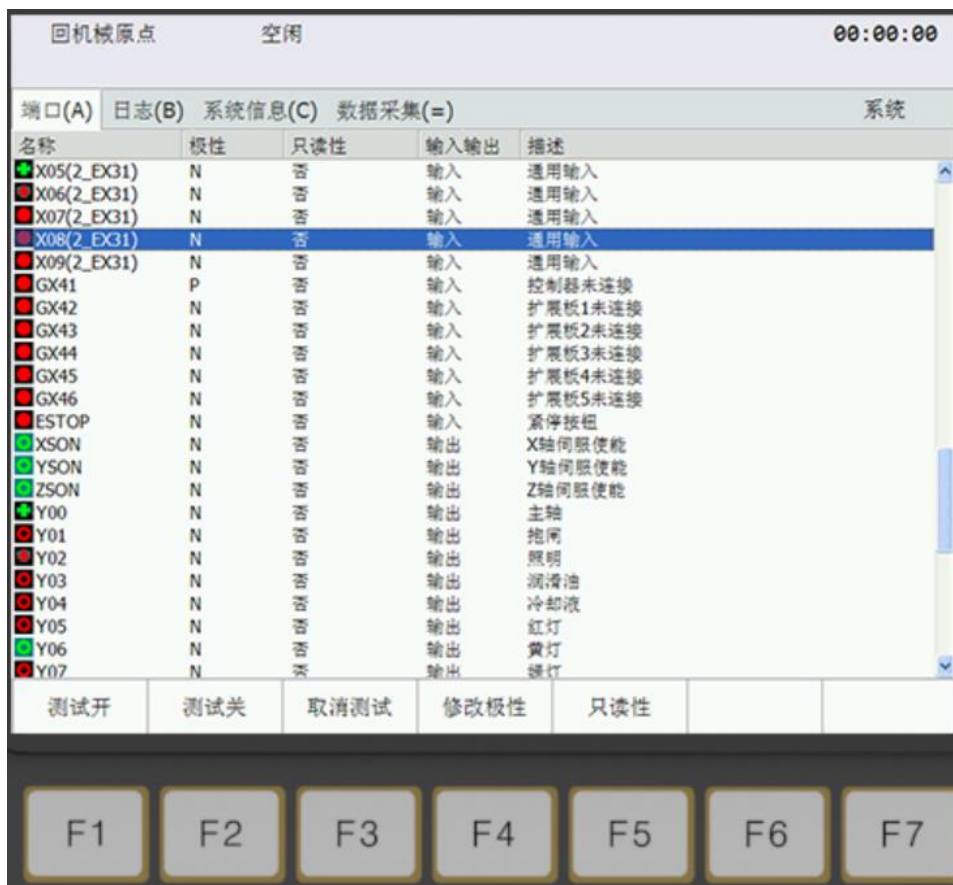 回机械原点 空闲 00:00:00
端口(A) 日志(B) 系统信息(C) 数据采集(=) 系统
名称 极性 只读性 输入输出 描述
X05(2_EX31) N 否 输入 通用输入
X06(2_EX31) N 否 输入 通用输入
X07(2_EX31) N 否 输入 通用输入
X08(2_EX31) N 否 输入 通用输入
X09(2_EX31) N 否 输入 通用输入
GX41 P 否 输入 控制器未连接
GX42 N 否 输入 扩展板1未连接
GX43 N 否 输入 扩展板2未连接
GX44 N 否 输入 扩展板3未连接
GX45 N 否 输入 扩展板4未连接
GX46 N 否 输入 扩展板5未连接
ESTOP N 否 输入 紧停按钮
XSON N 否 输出 X轴伺服使能
YSON N 否 输出 Y轴伺服使能
ZSON N 否 输出 Z轴伺服使能
Y00 N 否 输出 主轴
Y01 N 否 输出 抱闸
Y02 N 否 输出 照明
Y03 N 否 输出 润滑油
Y04 N 否 输出 冷却液
Y05 N 否 输出 红灯
Y06 N 否 输出 黄灯
Y07 N 否 输出 绿灯
测试开 测试关 取消测试 修改极性 只读性
F1 F2 F3 F4 F5 F6 F7